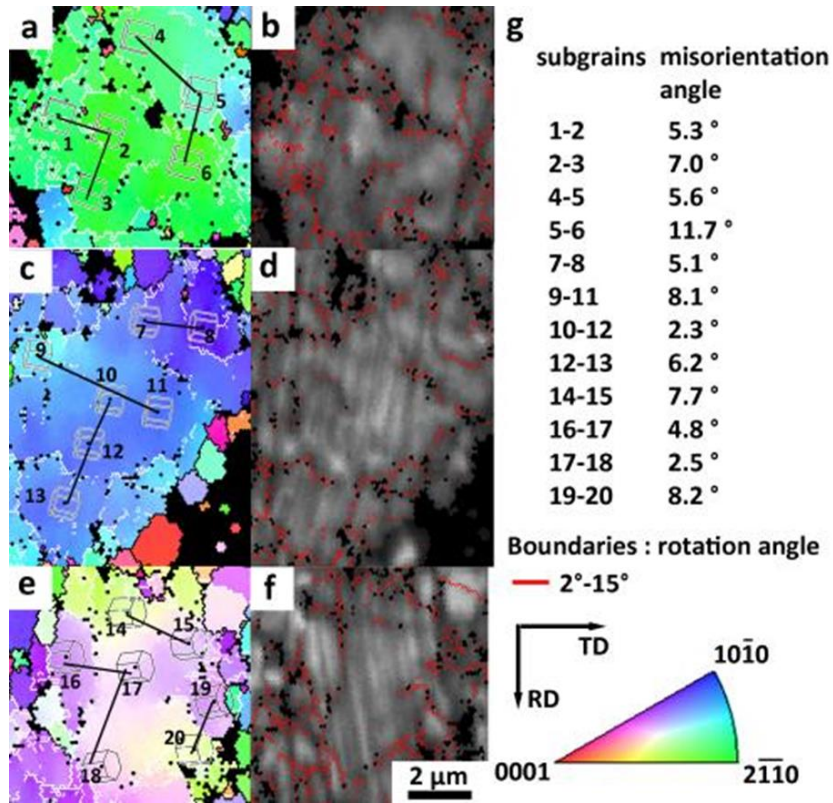 a
4
5
1
2
3
6
b
c
7
8
9
10
11
12
13
d
e
14
15
16
17
19
20
18
f
2 μm
g
subgrains misorientation
angle
1-2 5.3 °
2-3 7.0 °
4-5 5.6 °
5-6 11.7 °
7-8 5.1 °
9-11 8.1 °
10-12 2.3 °
12-13 6.2 °
14-15 7.7 °
16-17 4.8 °
17-18 2.5 °
19-20 8.2 °
Boundaries : rotation angle
2°-15°
TD
RD
101̄0
0001
21̄1̄0